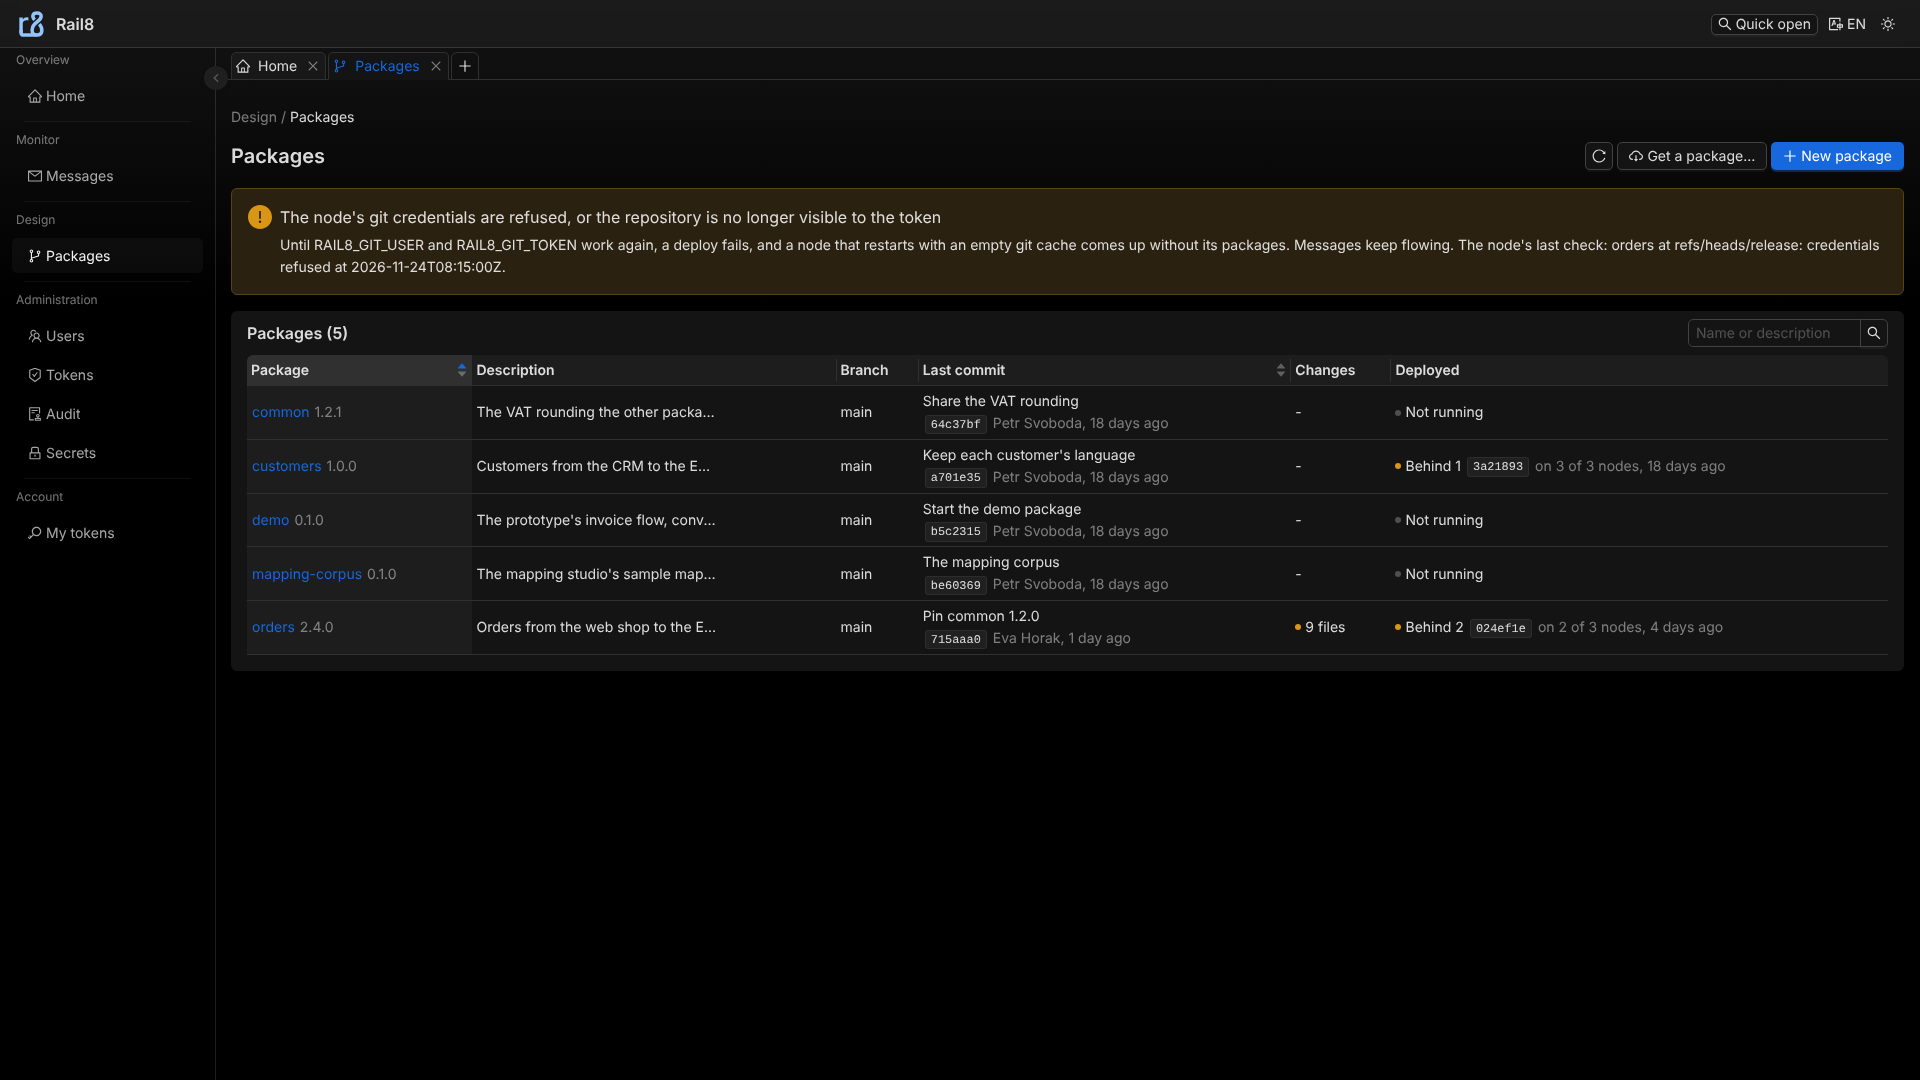 r8 Rail8
Quick open
EN
Overview
Home
Monitor
Messages
Design
Packages
Administration
Users
Tokens
Audit
Secrets
Account
My tokens
Home
Packages
Design / Packages
Packages
Get a package...
New package
The node's git credentials are refused, or the repository is no longer visible to the token
Until RAIL8_GIT_USER and RAIL8_GIT_TOKEN work again, a deploy fails, and a node that restarts with an empty git cache comes up without its packages. Messages keep flowing. The node's last check: orders at refs/heads/release: credentials
refused at 2026-11-24T08:15:00Z.
Packages (5)
Name or description
Package Description Branch Last commit Changes Deployed
common 1.2.1 The VAT rounding the other packa... main Share the VAT rounding - Not running
64c37bf Petr Svoboda, 18 days ago
customers 1.0.0 Customers from the CRM to the E... main Keep each customer's language - Behind 1 3a21893 on 3 of 3 nodes, 18 days ago
a701e35 Petr Svoboda, 18 days ago
demo 0.1.0 The prototype's invoice flow, conv... main Start the demo package - Not running
b5c2315 Petr Svoboda, 18 days ago
mapping-corpus 0.1.0 The mapping studio's sample map... main The mapping corpus - Not running
be60369 Petr Svoboda, 18 days ago
orders 2.4.0 Orders from the web shop to the E... main Pin common 1.2.0 9 files Behind 2 024ef1e on 2 of 3 nodes, 4 days ago
715aaa0 Eva Horak, 1 day ago